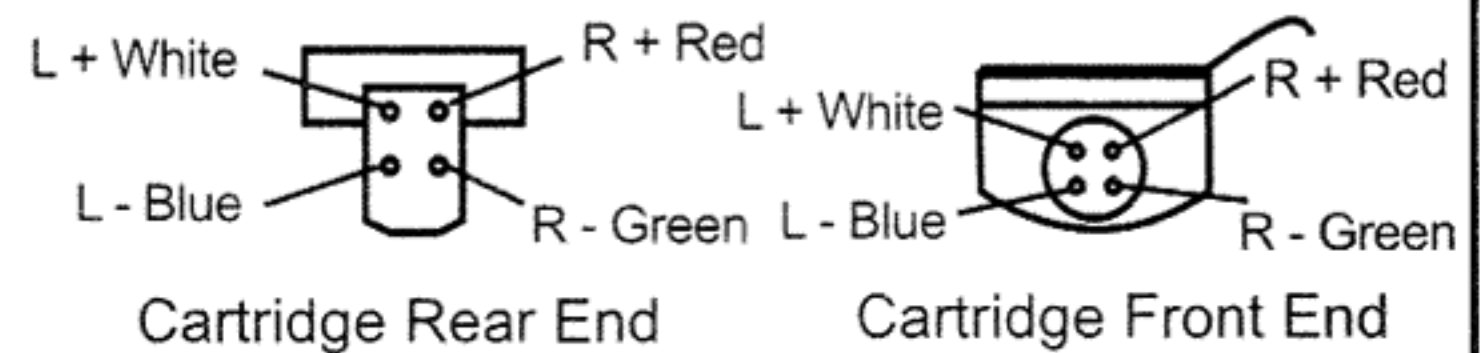 L + White
R + Red
L - Blue
R - Green
Cartridge Rear End
L + White
R + Red
L - Blue
R - Green
Cartridge Front End